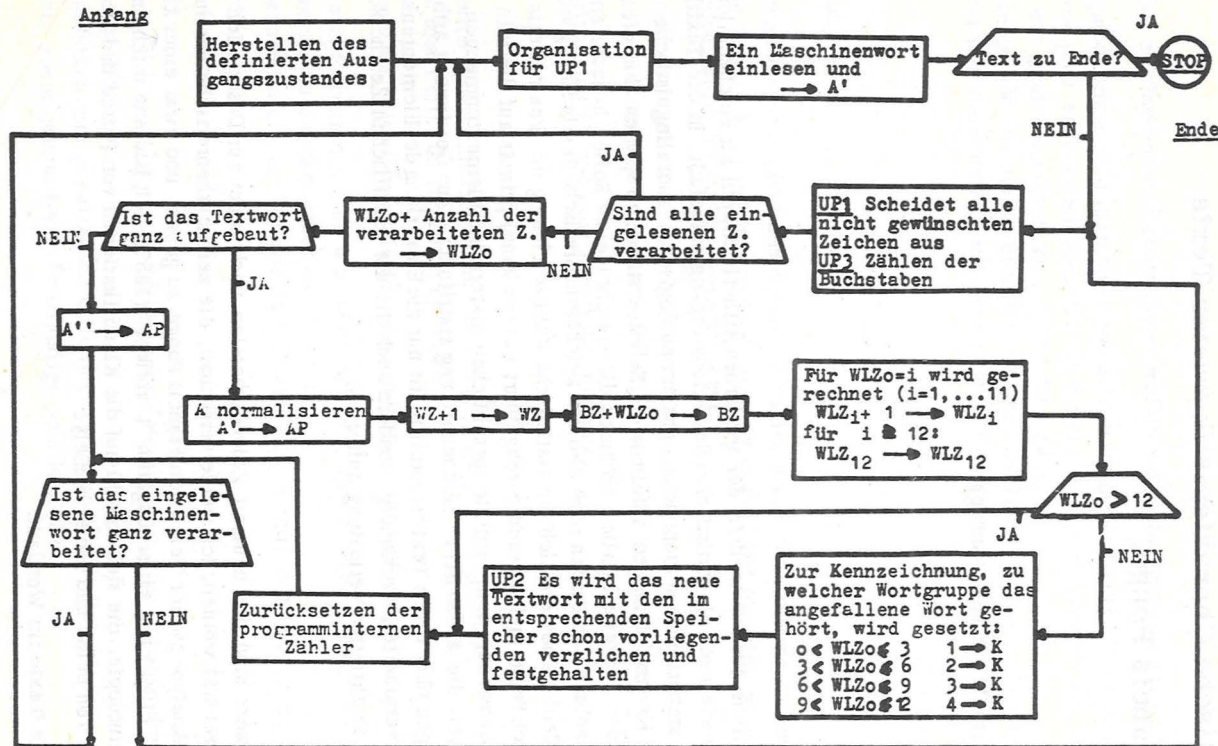 Anfang
Herstellen des
definierten Aus-
gangszustandes
Organisation
für UP1
Ein Maschinenwort
einlesen und
→ A'
Text zu Ende?
JA
STOP
NEIN
Ende
UP1 Scheidet alle
nicht gewünschten
Zeichen aus
UP3 Zählen der
Buchstaben
Sind alle ein-
gelesenen Z.
verarbeitet?
JA
NEIN
WLZo+ Anzahl der
verarbeiteten Z.
→ WLZo
Ist das Textwort
ganz aufgebaut?
NEIN
JA
A'' → AP
A normalisieren
A' → AP
WZ+1 → WZ
BZ+WLZo → BZ
Für WLZo=i wird ge-
rechnet (i=1,...11)
WLZi+ 1 → WLZi
für i ≥ 12:
WLZ12 → WLZ12
WLZo > 12
JA
NEIN
Zur Kennzeichnung, zu
welcher Wortgruppe das
angefallene Wort ge-
hört, wird gesetzt:
o < WLZo ≤ 3 1 → K
3 < WLZo ≤ 6 2 → K
6 < WLZo ≤ 9 3 → K
9 < WLZo ≤ 12 4 → K
UP2 Es wird das neue
Textwort mit den im
entsprechenden Spei-
cher schon vorliegen-
den verglichen und
festgehalten
Zurücksetzen der
programminternen
Zähler
Ist das eingele-
sene Maschinen-
wort ganz verar-
beitet?
JA
NEIN